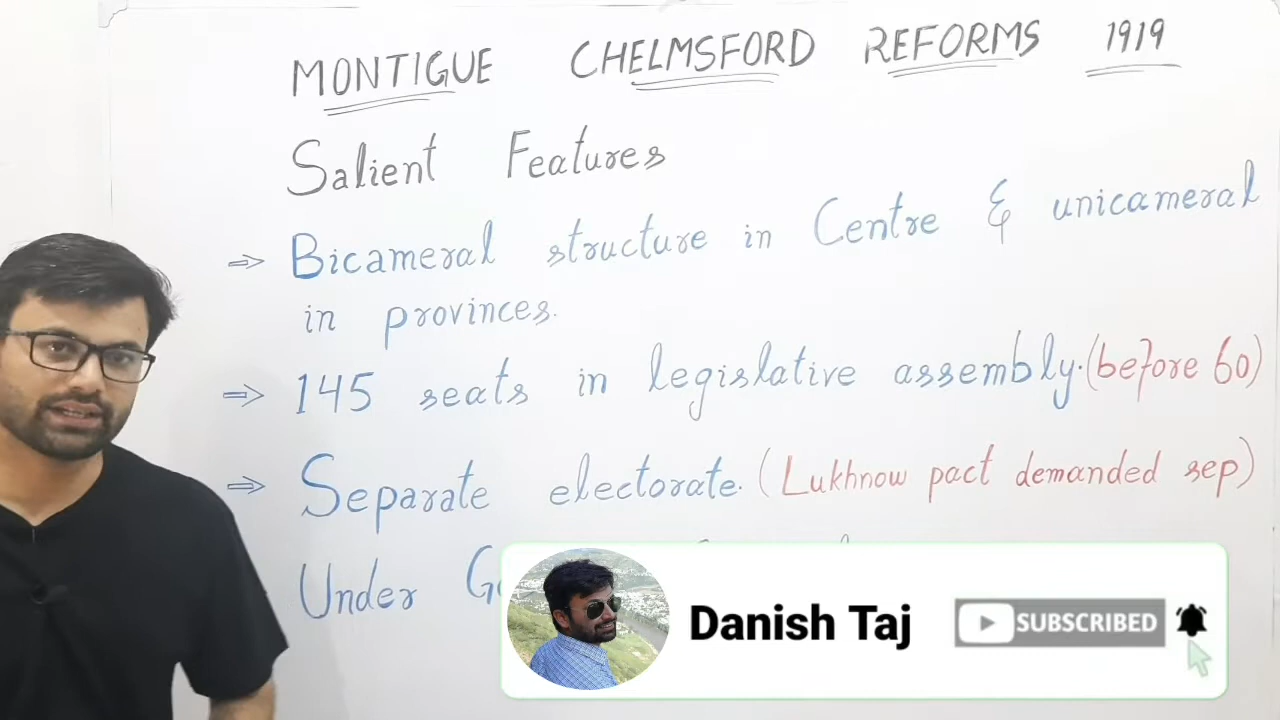 MONTIGUE CHELMSFORD REFORMS 1919
Salient Features
⇒ Bicameral structure in Centre & unicameral
in provinces.
⇒ 145 seats in legislative assembly. (before 60)
⇒ Separate electorate. (Lukhnow pact demanded sep)
Under
Danish Taj
SUBSCRIBED